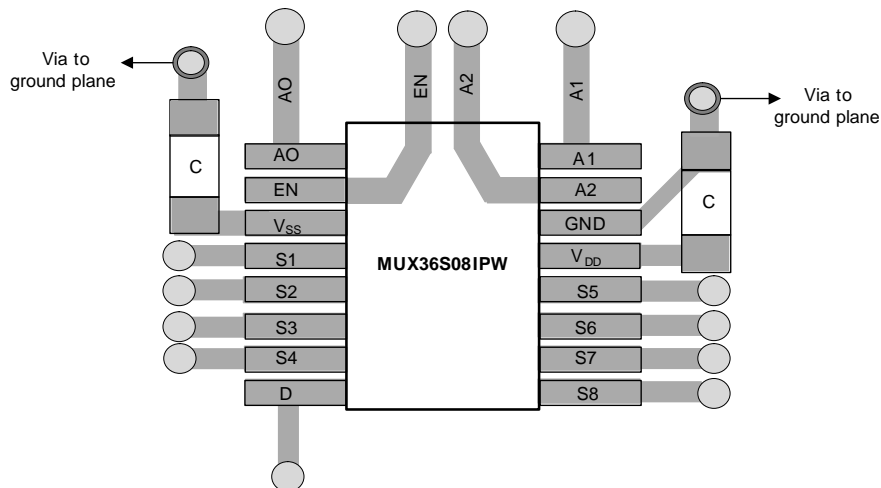 Via to
ground plane
AO
EN
A2
A1
Via to
ground plane
C
C
AO
EN
VSS
S1
S2
S3
S4
D
MUX36S08IPW
A1
A2
GND
VDD
S5
S6
S7
S8